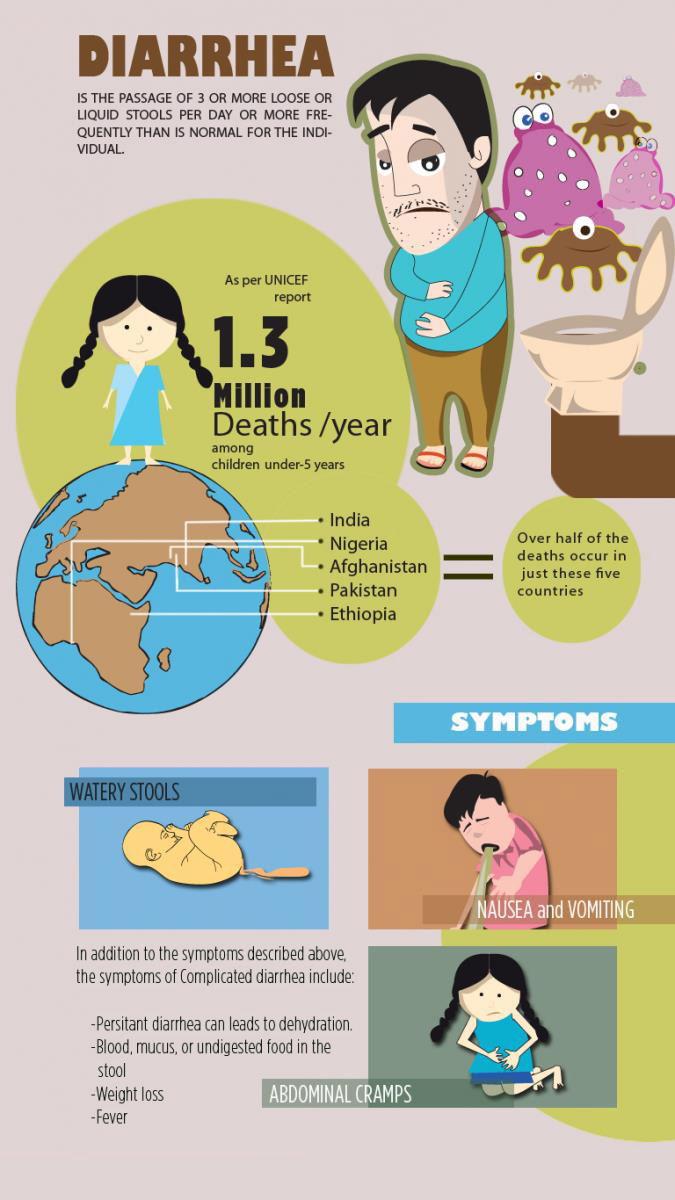 DIARRHEA
IS THE PASSAGE OF 3 OR MORE LOOSE OR
LIQUID STOOLS PER DAY OR MORE FRE-
QUENTLY THAN IS NORMAL FOR THE INDI-
VIDUAL.
As per UNICEF
report
1.3
Million
Deaths /year
among
children under-5 years
• India
• Nigeria
• Afghanistan
• Pakistan
• Ethiopia
Over half of the
deaths occur in
just these five
countries
SYMPTOMS
WATERY STOOLS
NAUSEA and VOMITING
In addition to the symptoms described above,
the symptoms of Complicated diarrhea include:
-Persitant diarrhea can leads to dehydration.
-Blood, mucus, or undigested food in the
stool
-Weight loss
-Fever
ABDOMINAL CRAMPS